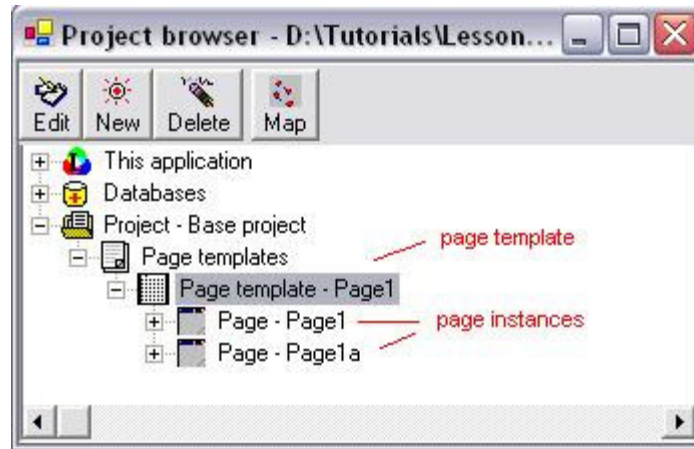 Project browser - D:\Tutorials\Lesson...
Edit New Delete Map
This application
Databases
Project - Base project
Page templates
page template
Page template - Page1
Page - Page1
page instances
Page - Page1a